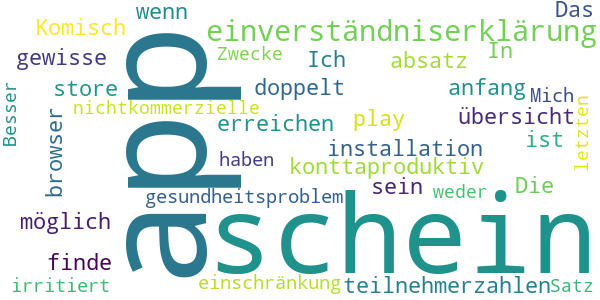 wenn
Das
Komisch
einverständniserklärung
gewisse
Zwecke
Ich
absatz
In
store
doppelt
anfang
Mich
nichtkommerzielle
Besser
browser
app
erreichen
play
übersicht
letzten
installation
ist
haben
konttaproduktiv
gesundheitsproblem
sein
weder
Die
möglich
schein
finde
irritiert
einschränkung
teilnehmerzahlen
Satz